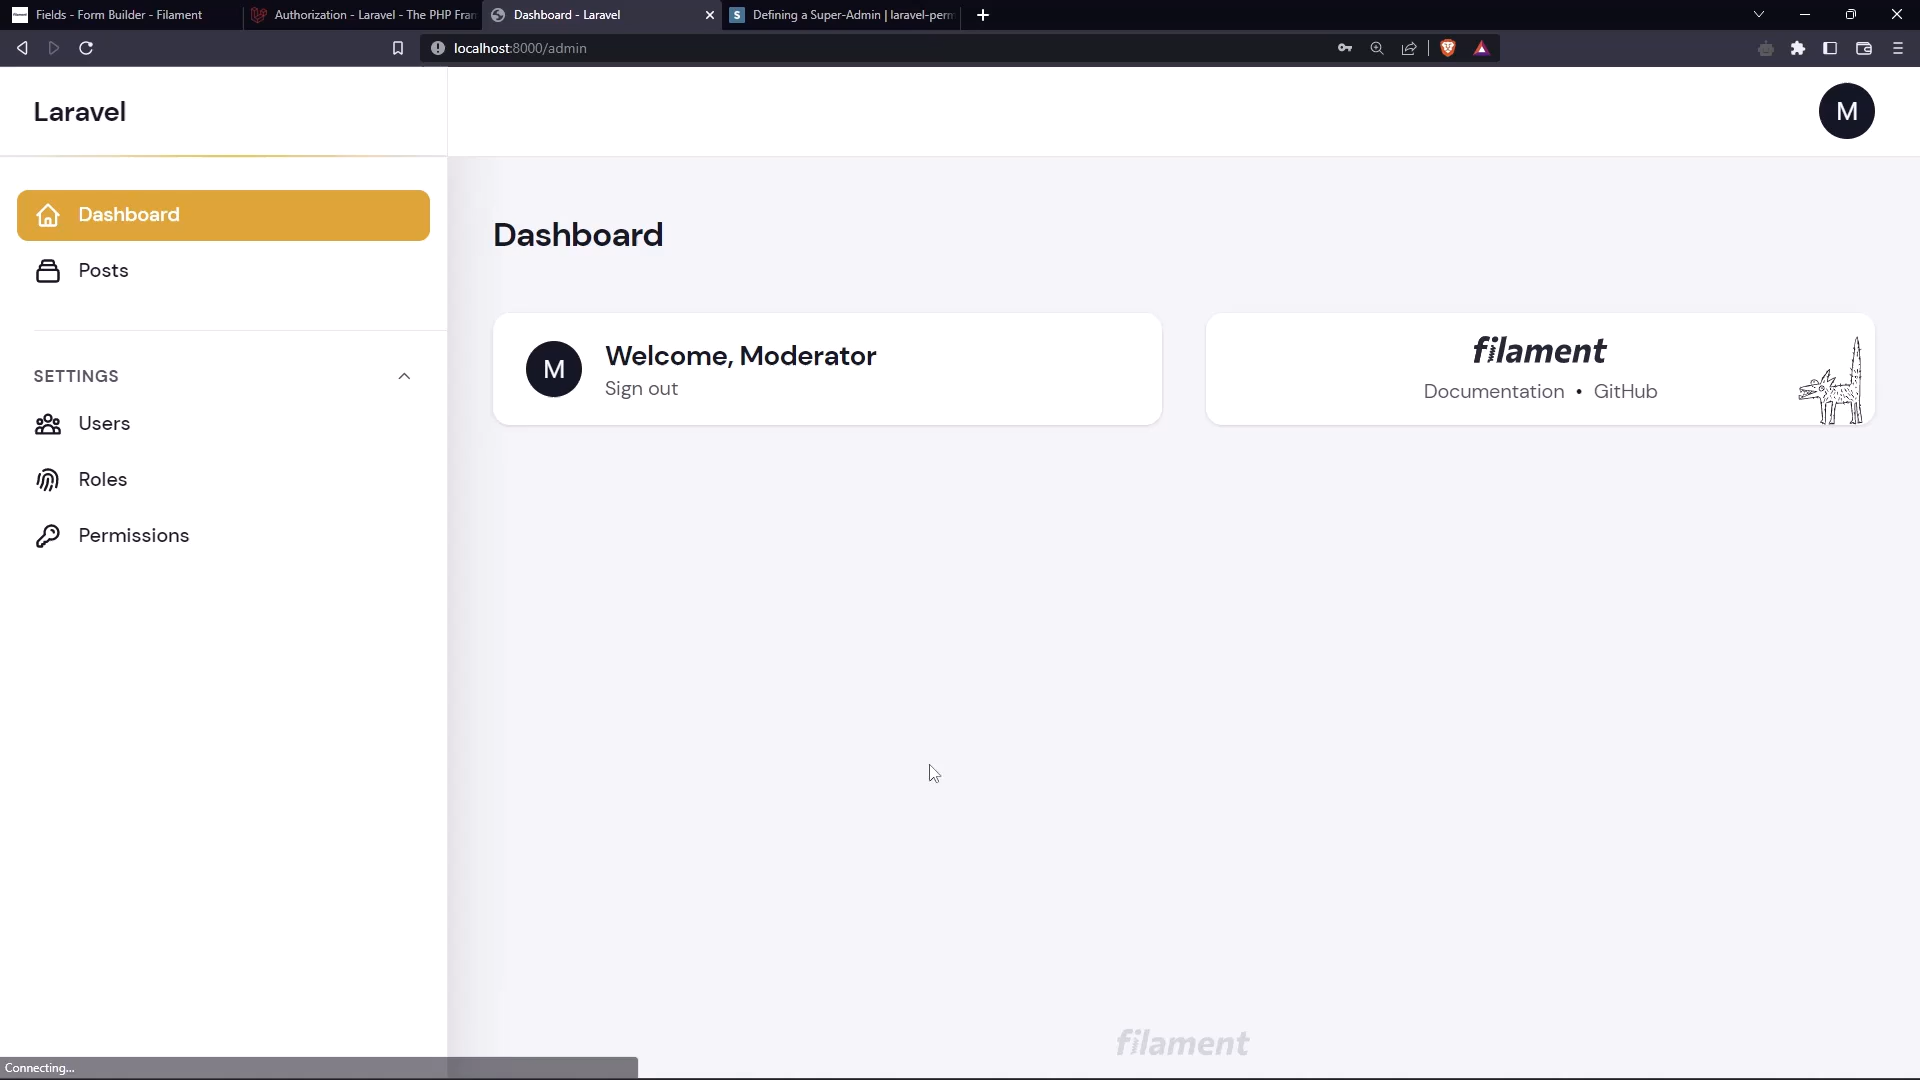 Fields - Form Builder - Filament
Authorization - Laravel - The PHP Fran
Dashboard - Laravel
S
Defining a Super-Admin | laravel-perm
localhost:8000/admin
Laravel
M
Dashboard
Posts
SETTINGS
Users
Roles
Permissions
Dashboard
M
Welcome, Moderator
Sign out
filament
Documentation • GitHub
filament
Connecting...